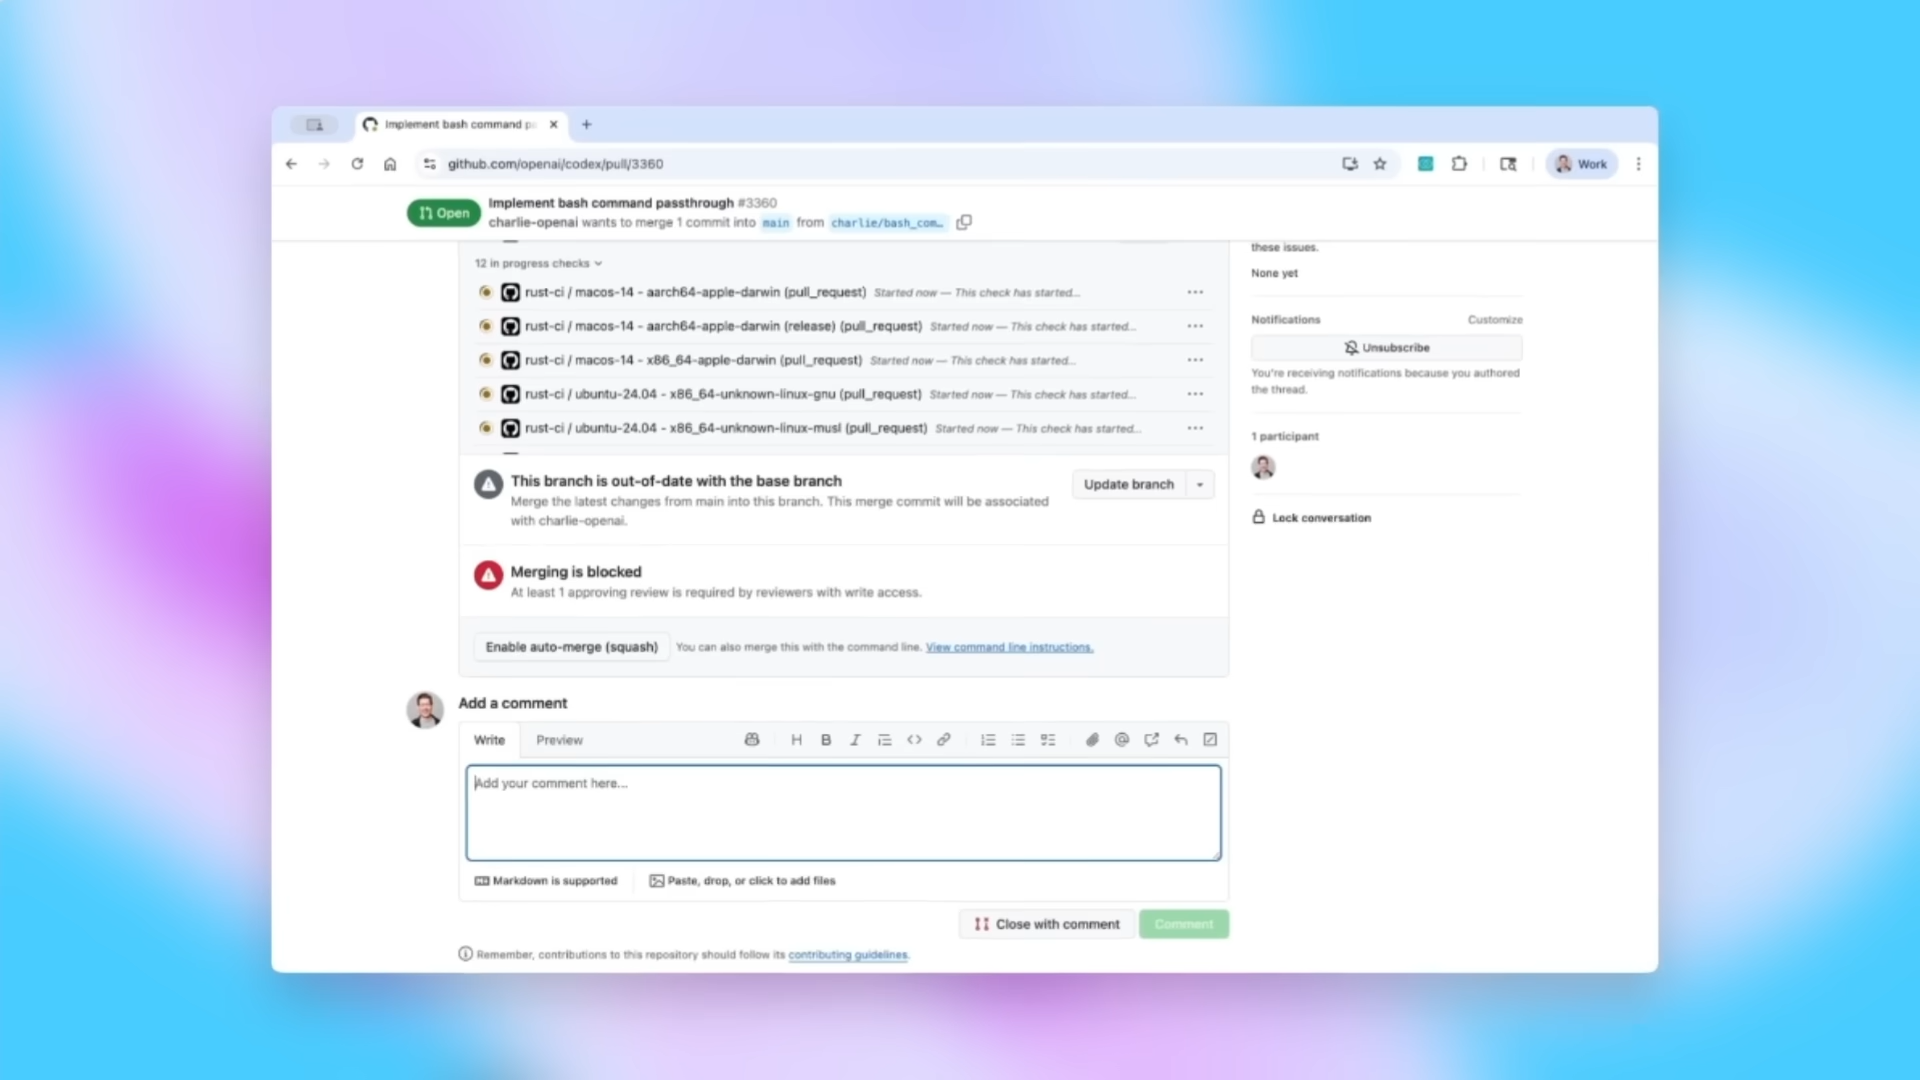 Implement bash command p
github.com/openai/codex/pull/3360
Work
Open
Implement bash command passthrough #3360
charlie-openai wants to merge 1 commit into main from charlie/bash_com…
12 in progress checks
rust-ci / macos-14 - aarch64-apple-darwin (pull_request) Started now — This check has started...
rust-ci / macos-14 - aarch64-apple-darwin (release) (pull_request) Started now — This check has started...
rust-ci / macos-14 - x86_64-apple-darwin (pull_request) Started now — This check has started...
rust-ci / ubuntu-24.04 - x86_64-unknown-linux-gnu (pull_request) Started now — This check has started...
rust-ci / ubuntu-24.04 - x86_64-unknown-linux-musl (pull_request) Started now — This check has started...
This branch is out-of-date with the base branch
Merge the latest changes from main into this branch. This merge commit will be associated
with charlie-openai.
Update branch
Merging is blocked
At least 1 approving review is required by reviewers with write access.
Enable auto-merge (squash)
You can also merge this with the command line. View command line instructions.
these issues.
None yet
Notifications
Customize
Unsubscribe
You're receiving notifications because you authored
the thread.
1 participant
Lock conversation
Add a comment
Write
Preview
Add your comment here...
Markdown is supported
Paste, drop, or click to add files
Close with comment
Comment
Remember, contributions to this repository should follow its contributing guidelines.